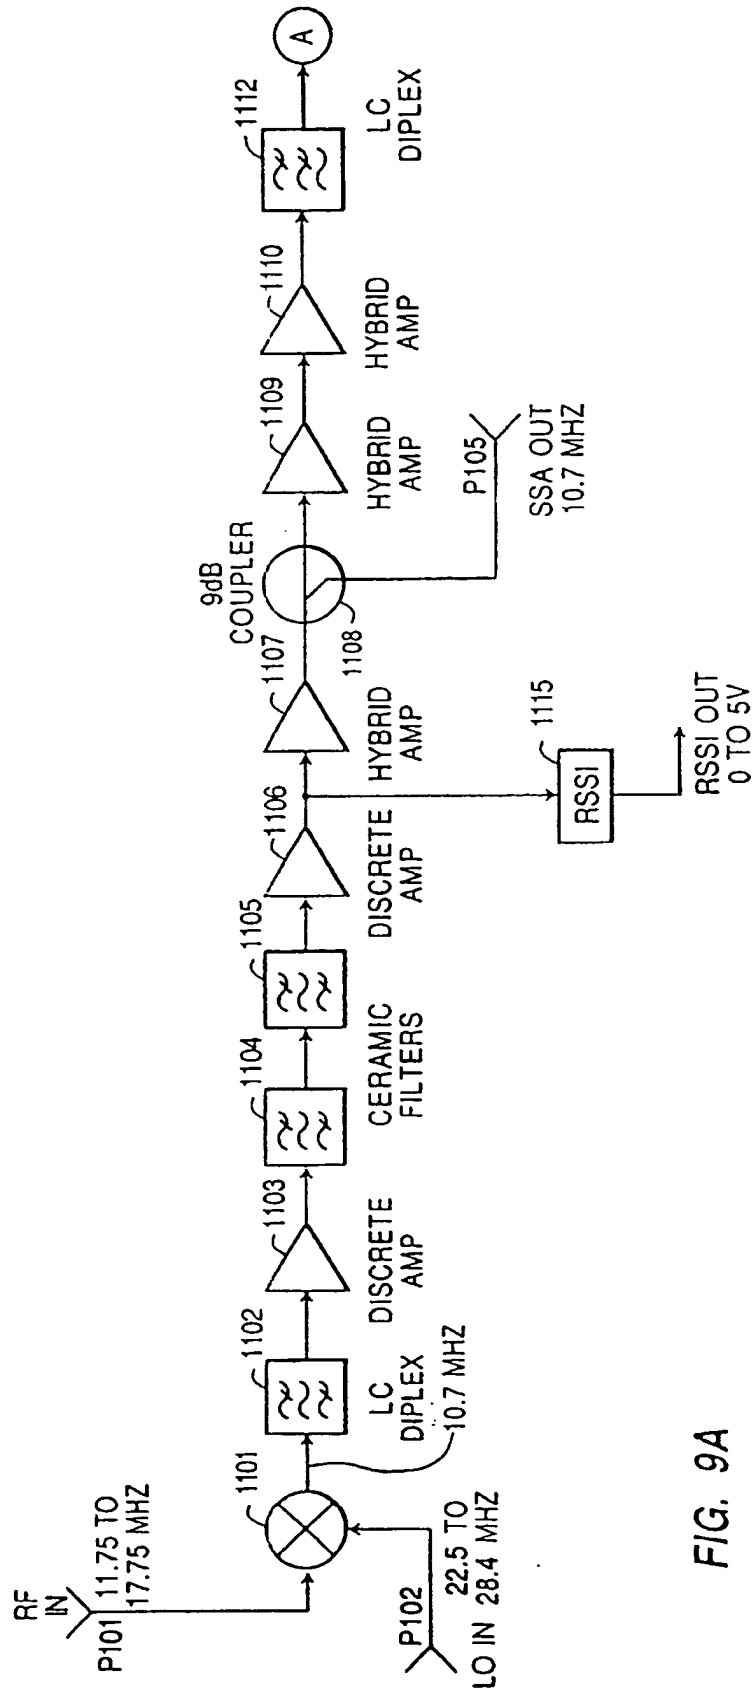 RF
IN
P101
11.75 TO
17.75 MHZ
1101
P102
22.5 TO
LO IN 28.4 MHZ
10.7 MHZ
1102
LC
DIPLEX
1103
DISCRETE
AMP
1104
1105
CERAMIC
FILTERS
1106
DISCRETE
AMP
1107
HYBRID
AMP
1115
RSSI
RSSI OUT
0 TO 5V
9dB
COUPLER
1108
P105
SSA OUT
10.7 MHZ
1109
HYBRID
AMP
1110
HYBRID
AMP
1112
LC
DIPLEX
A
FIG. 9A